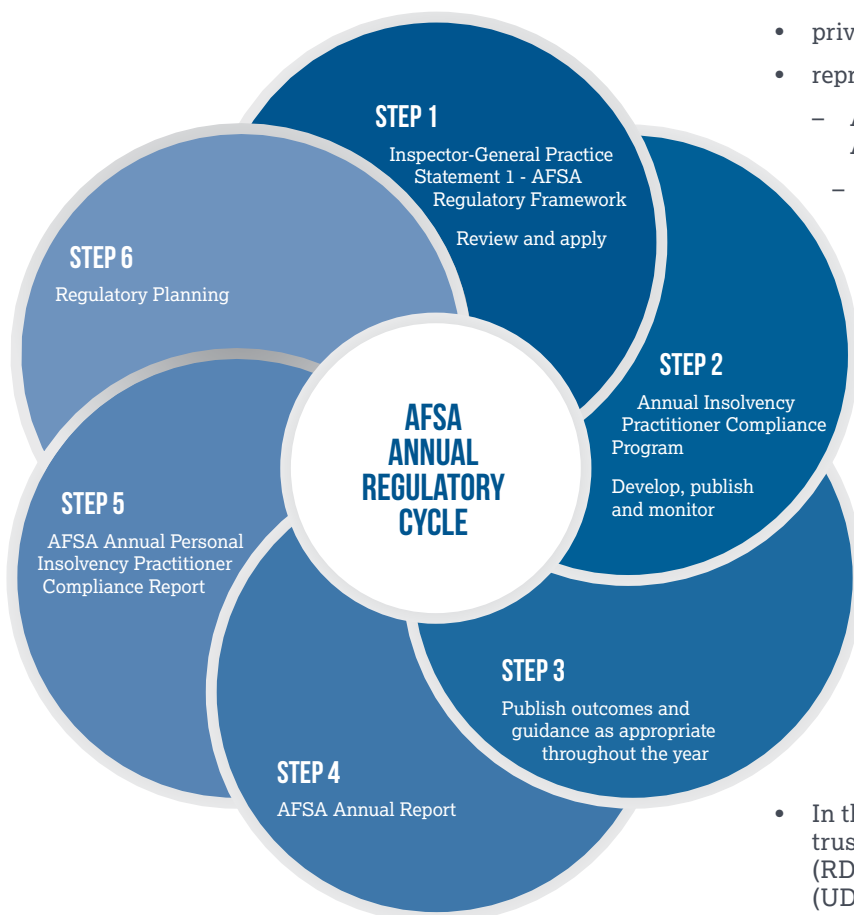 STEP 1
Inspector-General Practice
Statement 1 - AFSA
Regulatory Framework
Review and apply
STEP 2
Annual Insolvency
Practitioner Compliance
Program
Develop, publish
and monitor
STEP 3
Publish outcomes and
guidance as appropriate
throughout the year
STEP 4
AFSA Annual Report
STEP 5
AFSA Annual Personal
Insolvency Practitioner
Compliance Report
STEP 6
Regulatory Planning
AFSA
ANNUAL
REGULATORY
CYCLE
• priv
• repr
–
–
• In th
trus
(RD
(UD